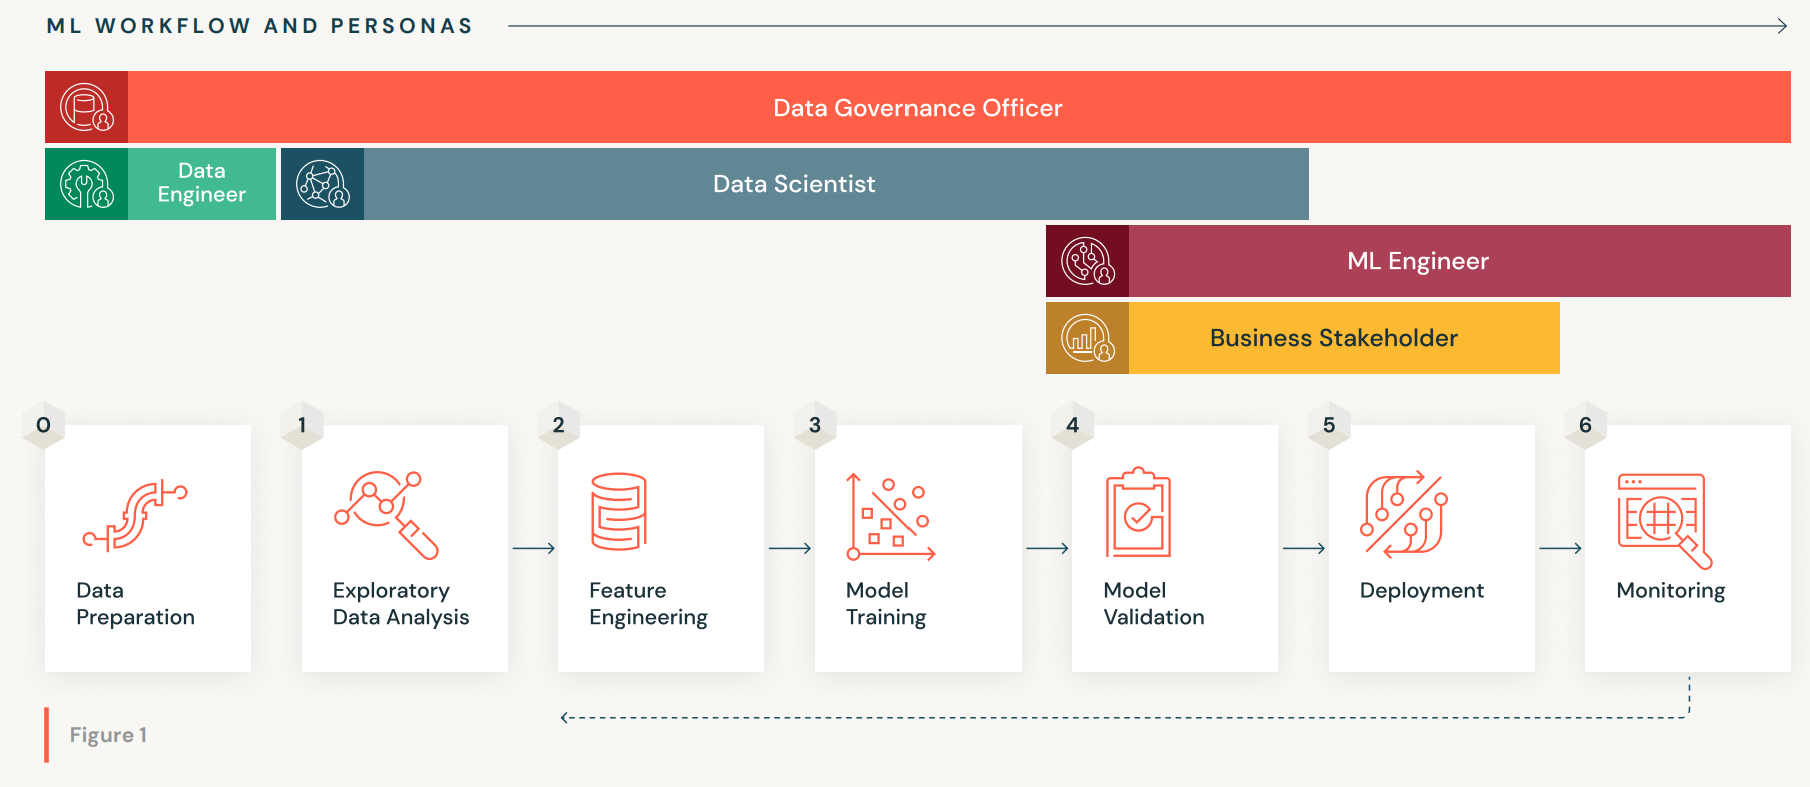 ML WORKFLOW AND PERSONAS
Data Governance Officer
Data
Engineer
Data Scientist
ML Engineer
Business Stakeholder
0
Data
Preparation
1
Exploratory
Data Analysis
2
Feature
Engineering
3
Model
Training
4
Model
Validation
5
Deployment
6
Monitoring
Figure 1